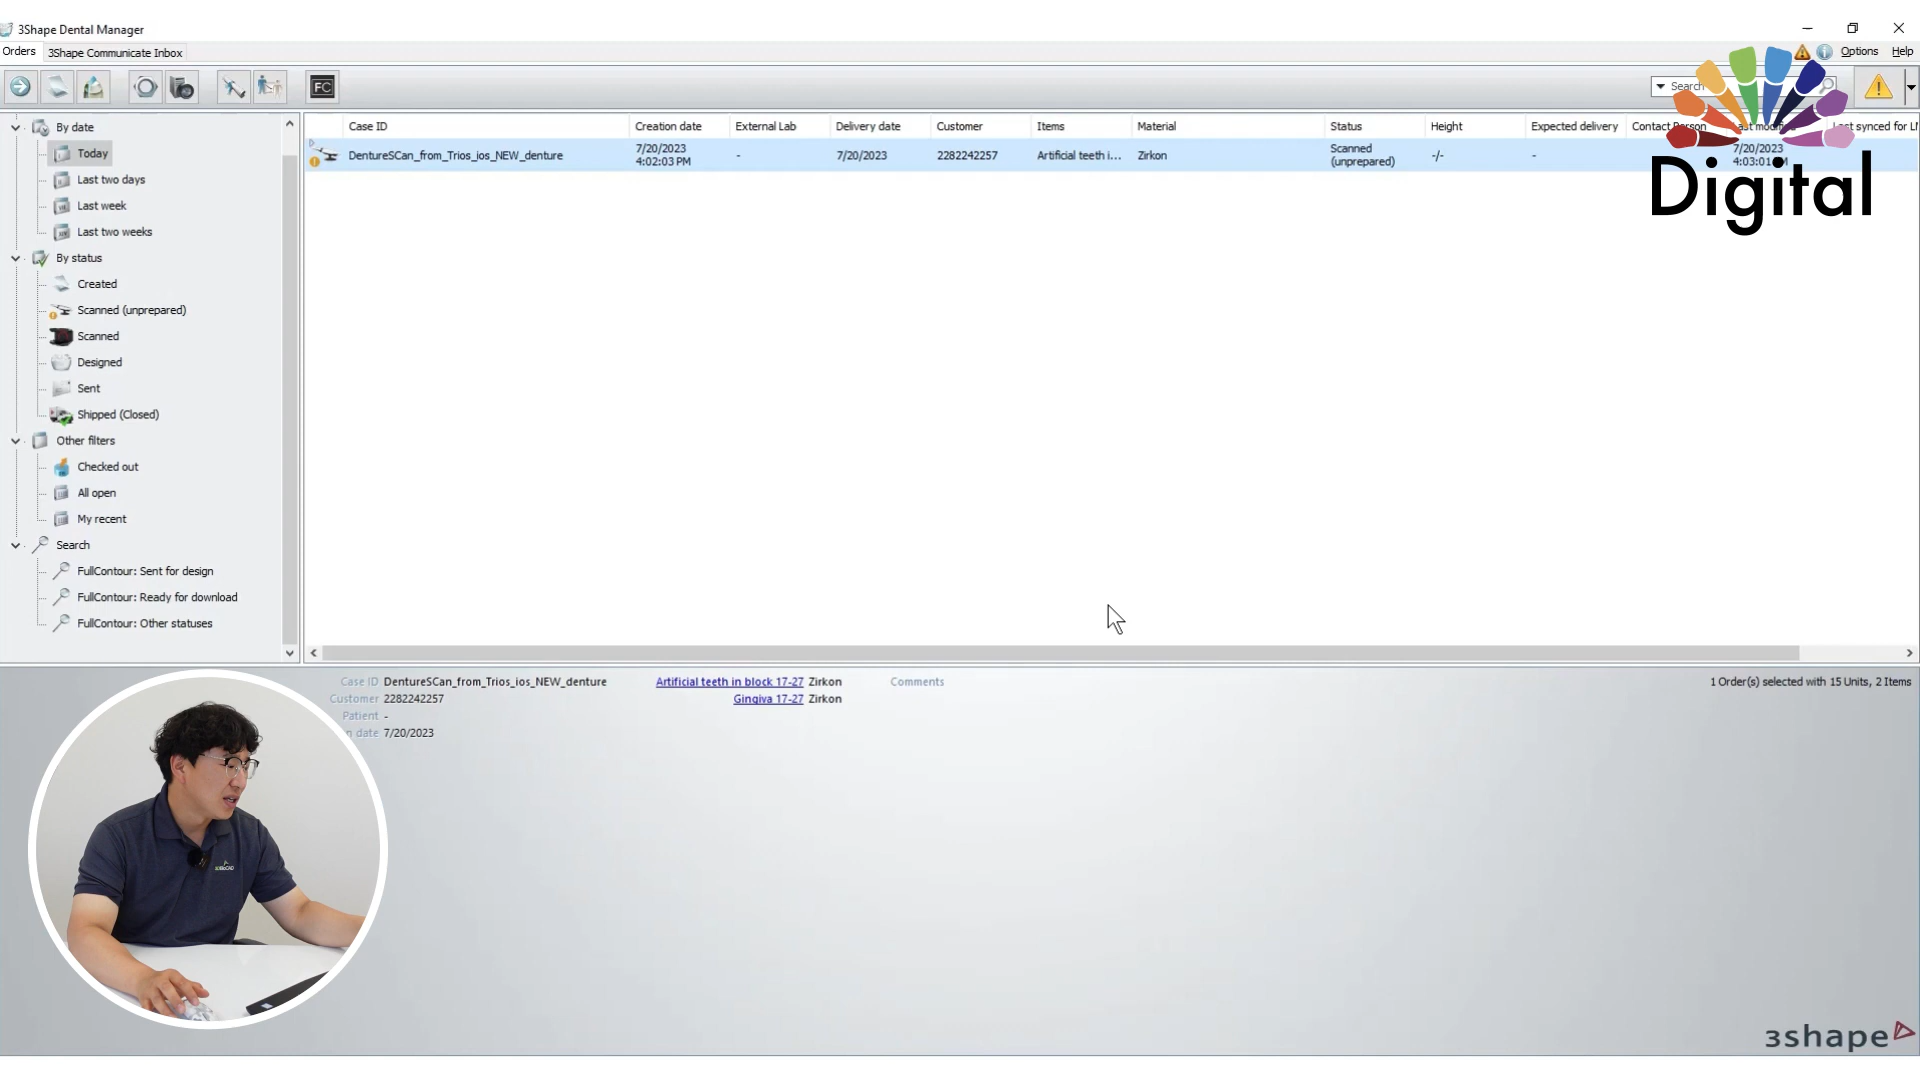 3Shape Dental Manager
Orders 3Shape Communicate Inbox
Options Help
FC
Search
Digital
By date
Today
Last two days
Last week
Last two weeks
By status
Created
Scanned (unprepared)
Scanned
Designed
Sent
Shipped (Closed)
Other filters
Checked out
All open
My recent
Search
FullContour: Sent for design
FullContour: Ready for download
FullContour: Other statuses
Case ID Creation date External Lab Delivery date Customer Items Material Status Height Expected delivery Contact Person Last synced for
DentureSCan_from_Trios_ios_NEW_denture 7/20/2023 4:02:03 PM - 7/20/2023 2282242257 Artificial teeth i... Zirkon Scanned (unprepared) -/- - 7/20/2023
Case ID DentureSCan_from_Trios_ios_NEW_denture
Customer 2282242257
Patient -
date 7/20/2023
Artificial teeth in block 17-27 Zirkon
Gingiva 17-27 Zirkon
Comments
1 Order(s) selected with 15 Units, 2 Items
3shape